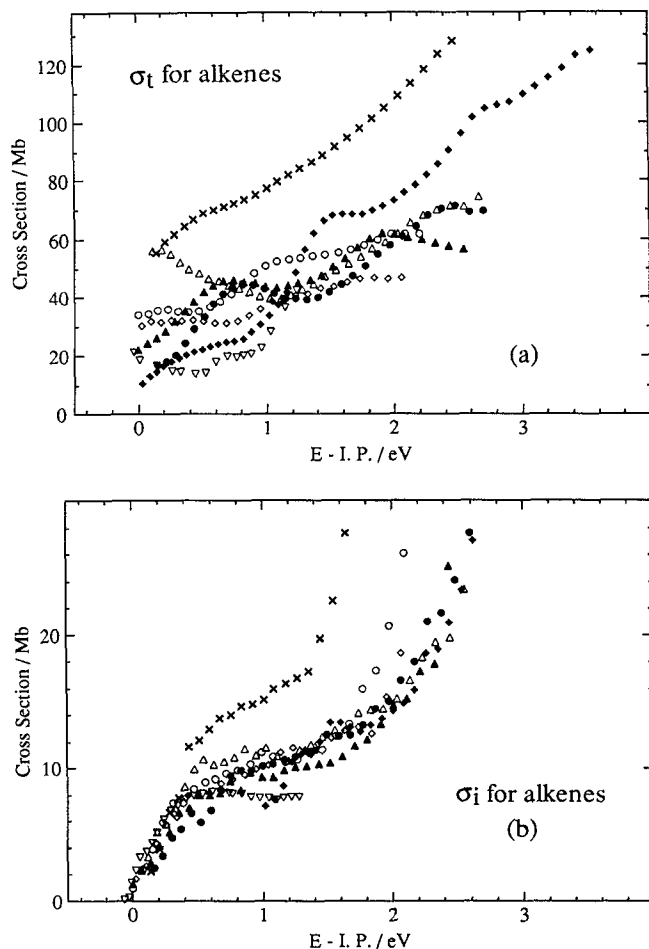 120
100
80
60
40
20
0
Cross Section / Mb
σt for alkenes
(a)
0
1
2
3
E - I. P. / eV
20
10
0
Cross Section / Mb
σi for alkenes
(b)
0
1
2
3
E - I. P. / eV